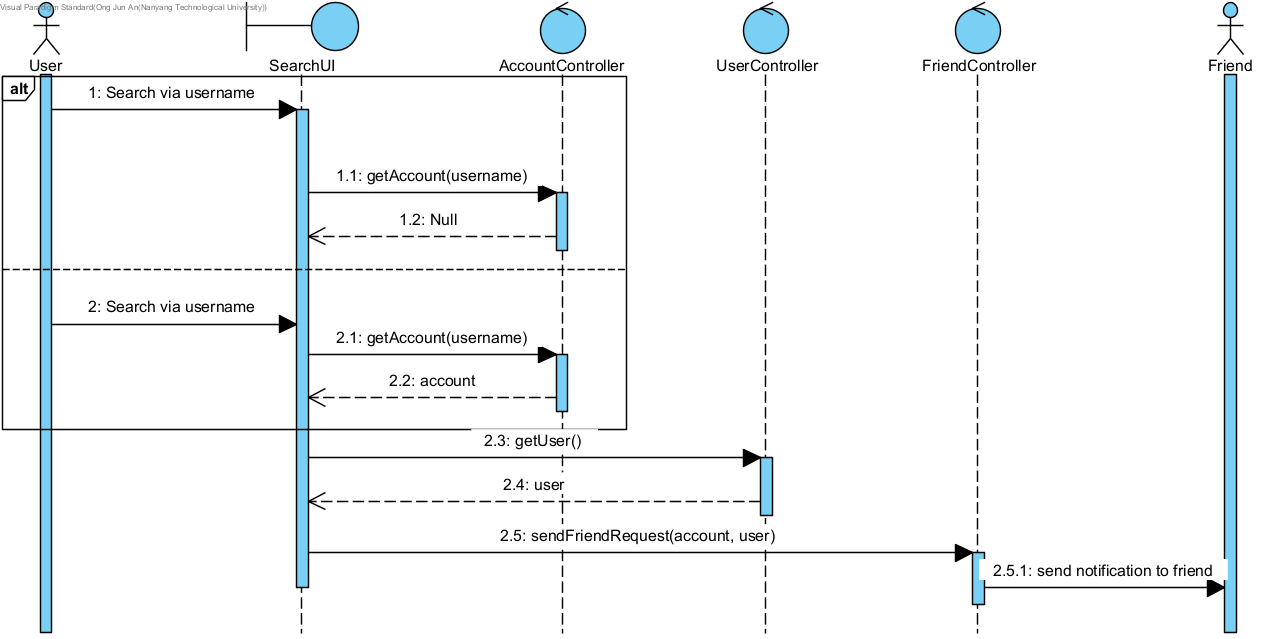 Visual Paradigm Standard(Ong Jun An(Nanyang Technological University))
User
SearchUI
AccountController
UserController
FriendController
Friend
alt
1: Search via username
1.1: getAccount(username)
1.2: Null
2: Search via username
2.1: getAccount(username)
2.2: account
2.3: getUser()
2.4: user
2.5: sendFriendRequest(account, user)
2.5.1: send notification to friend